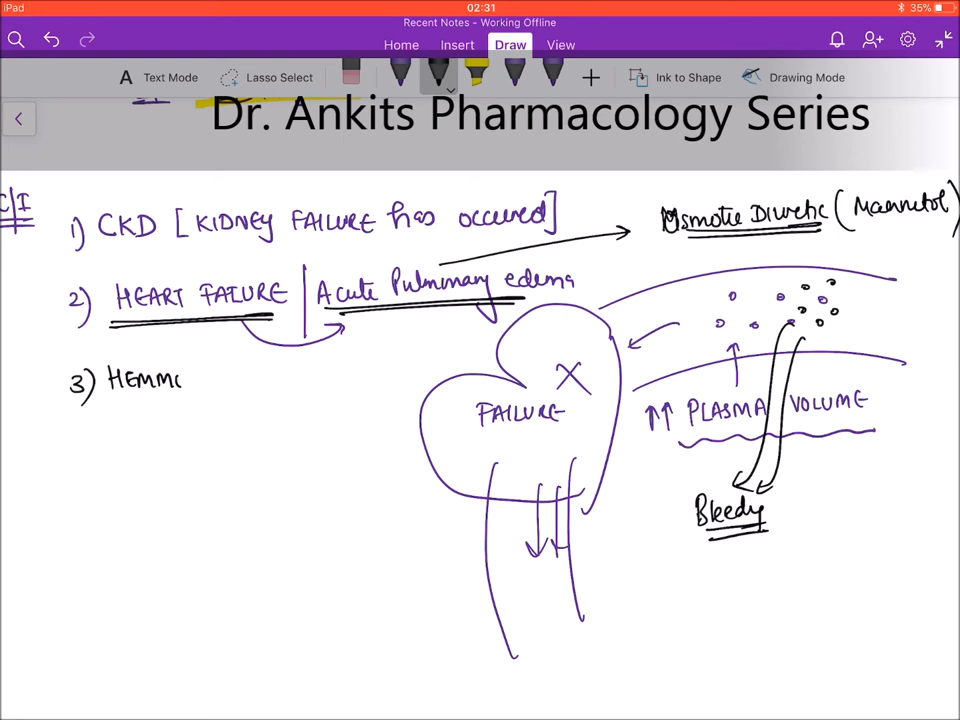 iPad 02:31 35%
Recent Notes - Working Offline
Home Insert Draw View
A Text Mode Lasso Select Ink to Shape Drawing Mode
Dr. Ankits Pharmacology Series
C/I
1) CKD [KIDNEY FAILURE has occured]
Osmotic Diuretic (Mannitol)
2) HEART FAILURE | Acute Pulmonary edema
3) HEMMO
FAILURE
↑↑ PLASMA VOLUME
Bleedy